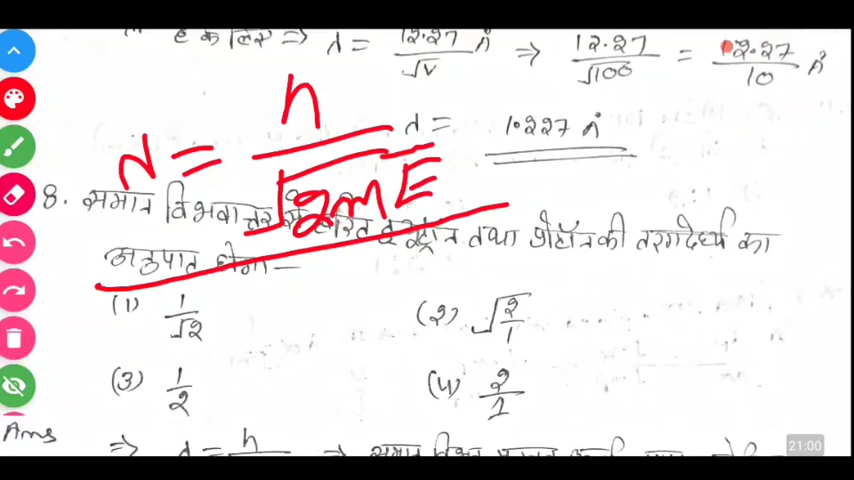 के लिए ⇒ λ = 12.27/√V Å ⇒ 12.27/√100 = 12.27/10 Å
λ = 1.227 Å
λ = h/√2mE
8. समान विभवान्तर से त्वरित तथा की तरंगदैर्ध्य का
अनुपात होगा —
(1) 1/√2 (2) √2/1
(3) 1/2 (4) 2/1
Ans
⇒ λ = h ⇒ समान
21:00